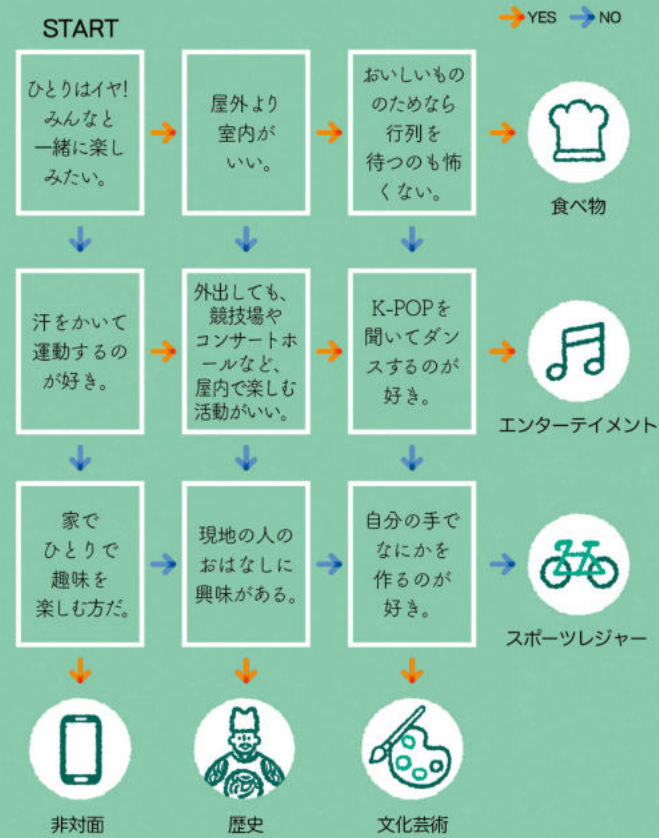 START
YES
NO
ひとりはイヤ!
みんなと
一緒に楽し
みたい。
屋外より
室内が
いい。
おいしいもの
のためなら
行列を
待つのも怖
くない。
食べ物
汗をかいて
運動するの
が好き。
外出しても、
競技場や
コンサートホ
ールなど、
屋内で楽しむ
活動がいい。
K-POPを
聞いてダン
スするのが
好き。
エンターテイメント
家で
ひとりで
趣味を
楽しむ方だ。
現地の人の
おはなしに
興味がある。
自分の手で
なにかを
作るのが
好き。
スポーツレジャー
非対面
歴史
文化芸術